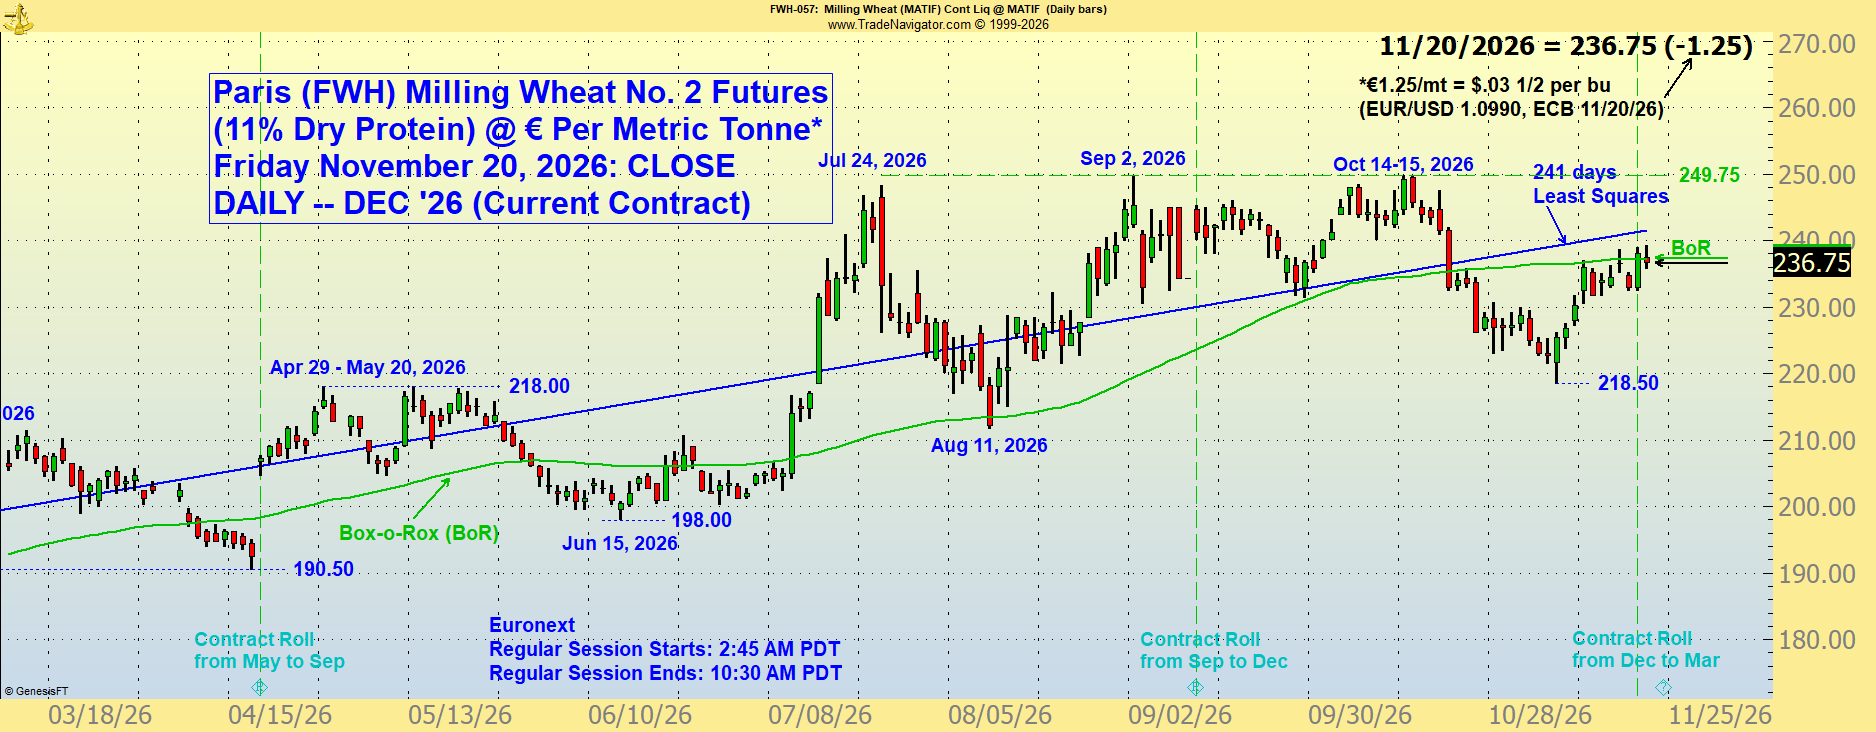 FWH-057: Milling Wheat (MATIF) Cont Liq @ MATIF (Daily bars)
www.TradeNavigator.com © 1999-2026
11/20/2026 = 236.75 (-1.25)
*€1.25/mt = $.03 1/2 per bu
(EUR/USD 1.0990, ECB 11/20/26)
Paris (FWH) Milling Wheat No. 2 Futures
(11% Dry Protein) @ € Per Metric Tonne*
Friday November 20, 2026: CLOSE
DAILY -- DEC '26 (Current Contract)
Jul 24, 2026
Sep 2, 2026
Oct 14-15, 2026
241 days
Least Squares
249.75
BoR
Apr 29 - May 20, 2026
218.00
026
218.50
Aug 11, 2026
Box-o-Rox (BoR)
198.00
Jun 15, 2026
190.50
Euronext
Regular Session Starts: 2:45 AM PDT
Regular Session Ends: 10:30 AM PDT
Contract Roll
from May to Sep
Contract Roll
from Sep to Dec
Contract Roll
from Dec to Mar
© GenesisFT
270.00
260.00
250.00
240.00
236.75
230.00
220.00
210.00
200.00
190.00
180.00
03/18/26
04/15/26
05/13/26
06/10/26
07/08/26
08/05/26
09/02/26
09/30/26
10/28/26
11/25/26